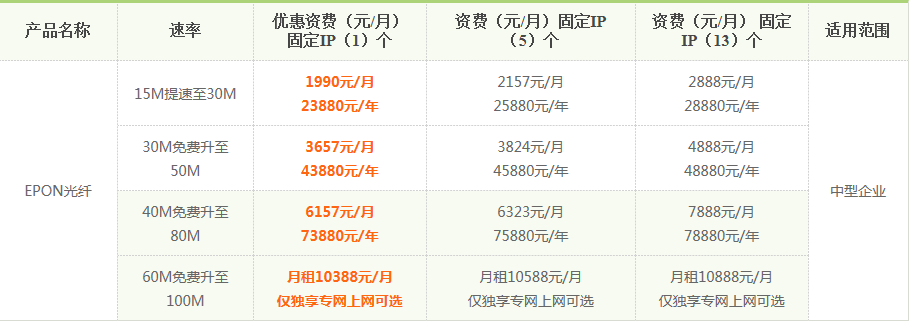 产品名称
速率
优惠资费（元/月）
固定IP（1）个
资费（元/月）固定IP
（5）个
资费（元/月） 固定
IP（13）个
适用范围
EPON光纤
15M提速至30M
1990元/月
23880元/年
2157元/月
25880元/年
2888元/月
28880元/年
中型企业
30M免费升至
50M
3657元/月
43880元/年
3824元/月
45880元/年
4888元/月
48880元/年
40M免费升至
80M
6157元/月
73880元/年
6323元/月
75880元/年
7888元/月
78880元/年
60M免费升至
100M
月租10388元/月
仅独享专网上网可选
月租10588元/月
仅独享专网上网可选
月租10888元/月
仅独享专网上网可选